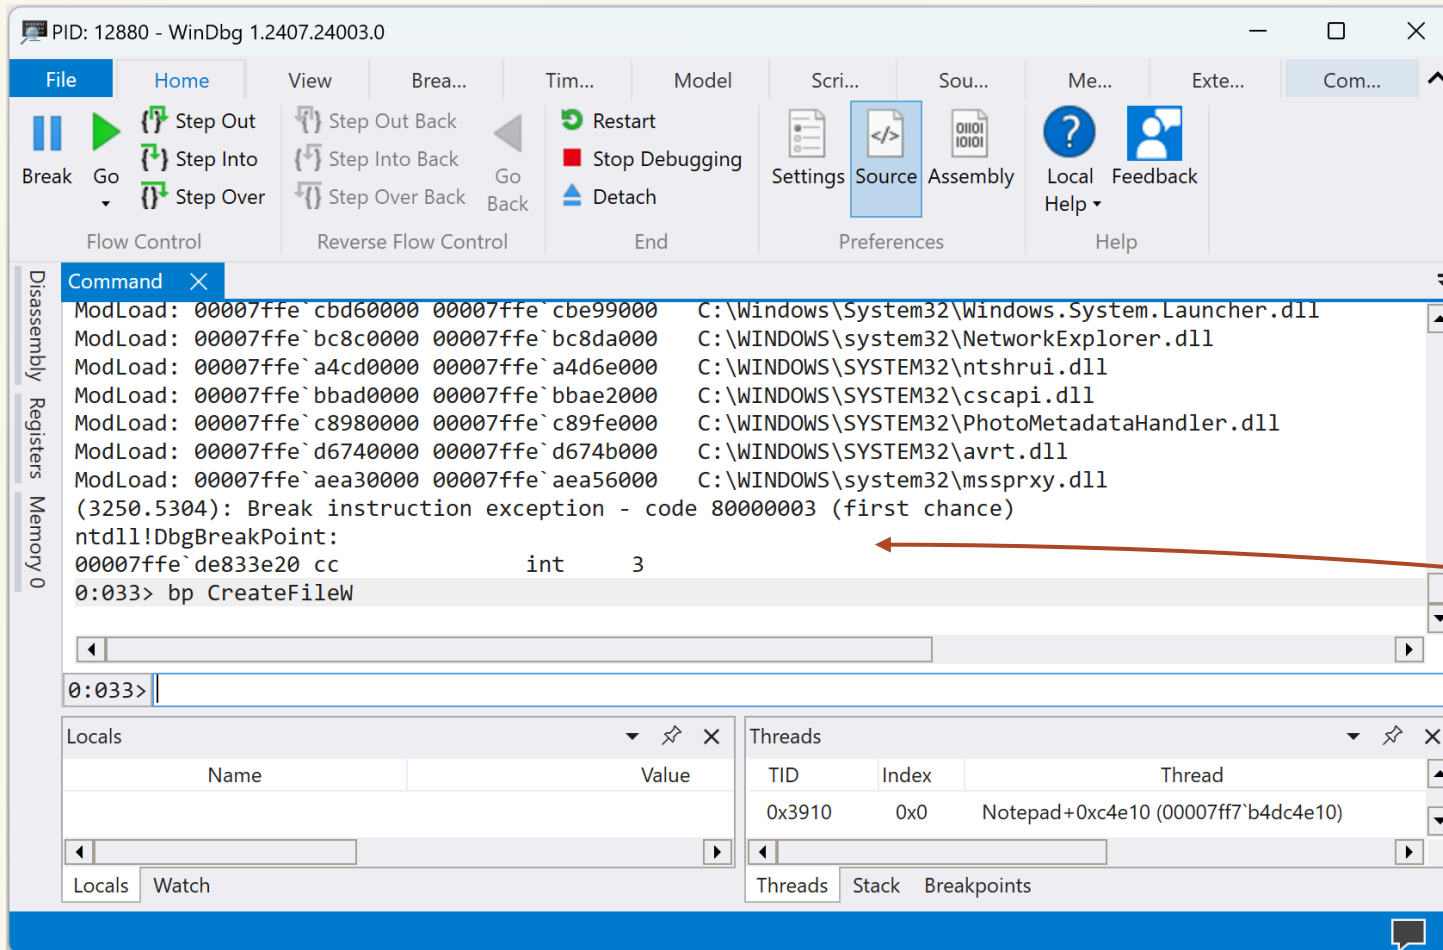 PID: 12880 - WinDbg 1.2407.24003.0
File Home View Brea... Tim... Model Scri... Sou... Me... Exte... Com...
Break
Go
Step Out
Step Into
Step Over
Flow Control
Step Out Back
Step Into Back
Step Over Back
Go Back
Reverse Flow Control
Restart
Stop Debugging
Detach
End
Settings
Source
Assembly
Preferences
Local Help
Feedback
Help
Disassembly
Registers
Memory 0
Command
ModLoad: 00007ffe`cbd60000 00007ffe`cbe99000 C:\Windows\System32\Windows.System.Launcher.dll
ModLoad: 00007ffe`bc8c0000 00007ffe`bc8da000 C:\WINDOWS\system32\NetworkExplorer.dll
ModLoad: 00007ffe`a4cd0000 00007ffe`a4d6e000 C:\WINDOWS\SYSTEM32\ntshrui.dll
ModLoad: 00007ffe`bbad0000 00007ffe`bbae2000 C:\WINDOWS\SYSTEM32\cscapi.dll
ModLoad: 00007ffe`c8980000 00007ffe`c89fe000 C:\WINDOWS\SYSTEM32\PhotoMetadataHandler.dll
ModLoad: 00007ffe`d6740000 00007ffe`d674b000 C:\WINDOWS\SYSTEM32\avrt.dll
ModLoad: 00007ffe`aea30000 00007ffe`aea56000 C:\WINDOWS\system32\mssprxy.dll
(3250.5304): Break instruction exception - code 80000003 (first chance)
ntdll!DbgBreakPoint:
00007ffe`de833e20 cc int 3
0:033> bp CreateFileW
0:033>
Locals
Name Value
Locals Watch
Threads
TID Index Thread
0x3910 0x0 Notepad+0xc4e10 (00007ff7`b4dc4e10)
Threads Stack Breakpoints